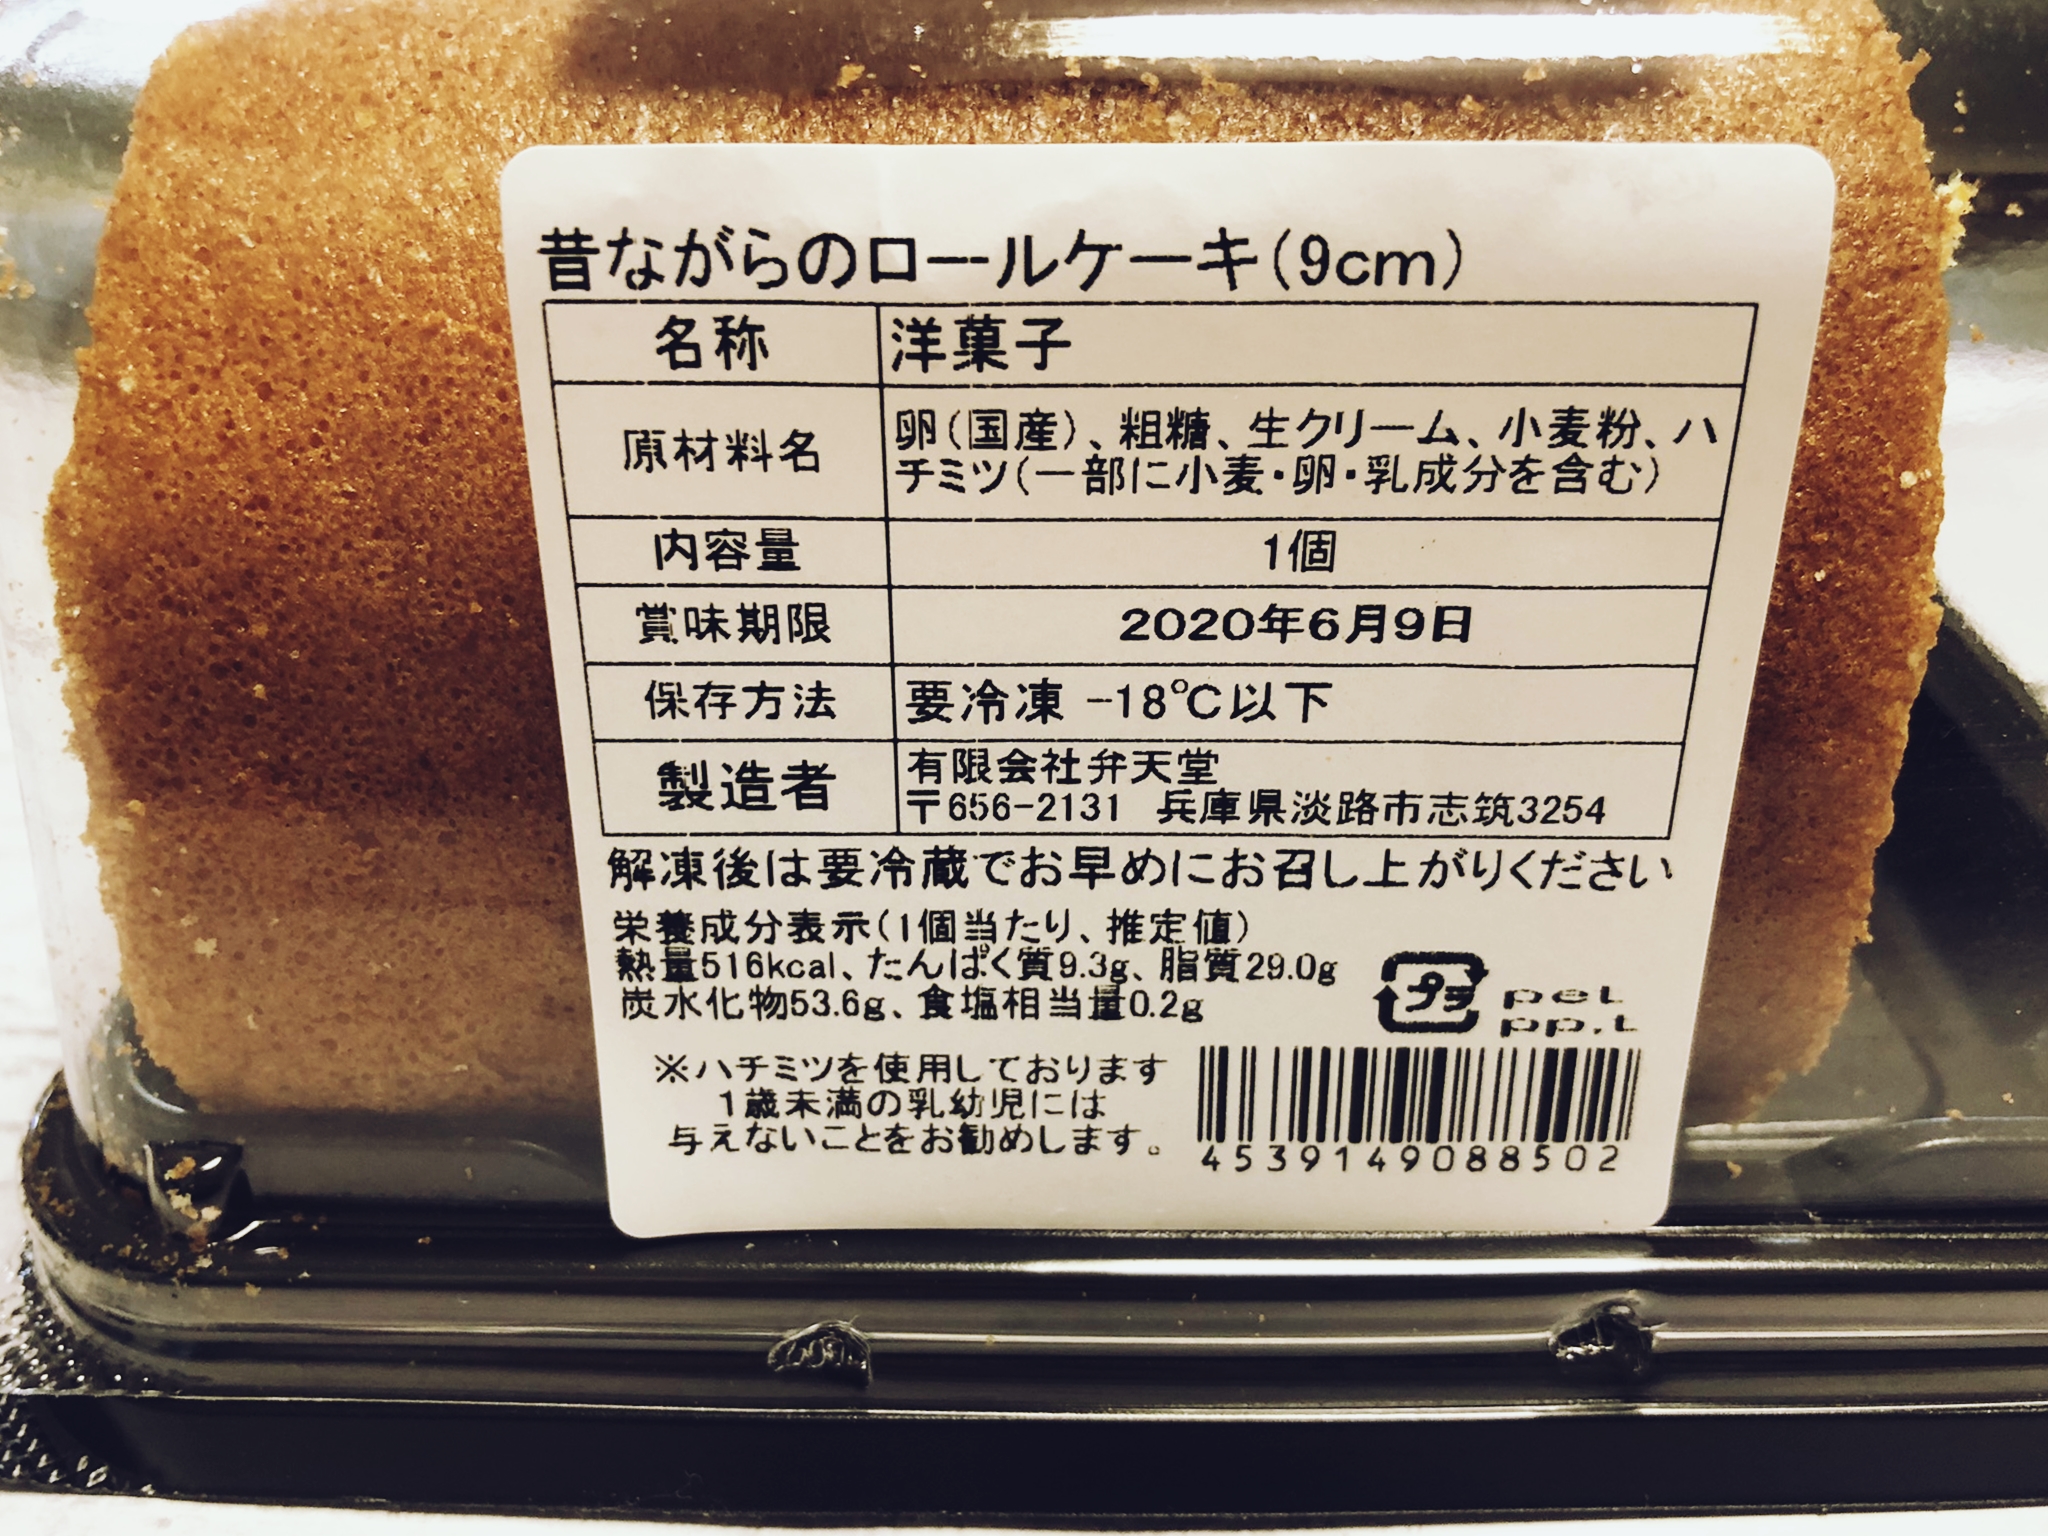 昔ながらのロールケーキ(9cm)
名称 洋菓子
原材料名 卵(国産)、粗糖、生クリーム、小麦粉、ハ
チミツ(一部に小麦・卵・乳成分を含む)
内容量 1個
賞味期限 2020年6月9日
保存方法 要冷凍 -18℃以下
製造者 有限会社弁天堂
〒656-2131 兵庫県淡路市志筑3254
解凍後は要冷蔵でお早めにお召し上がりください
栄養成分表示(1個当たり、推定値)
熱量516kcal、たんぱく質9.3g、脂質29.0g
炭水化物53.6g、食塩相当量0.2g
プラ
※ハチミツを使用しております
1歳未満の乳幼児には
与えないことをお勧めします。
4539149088502